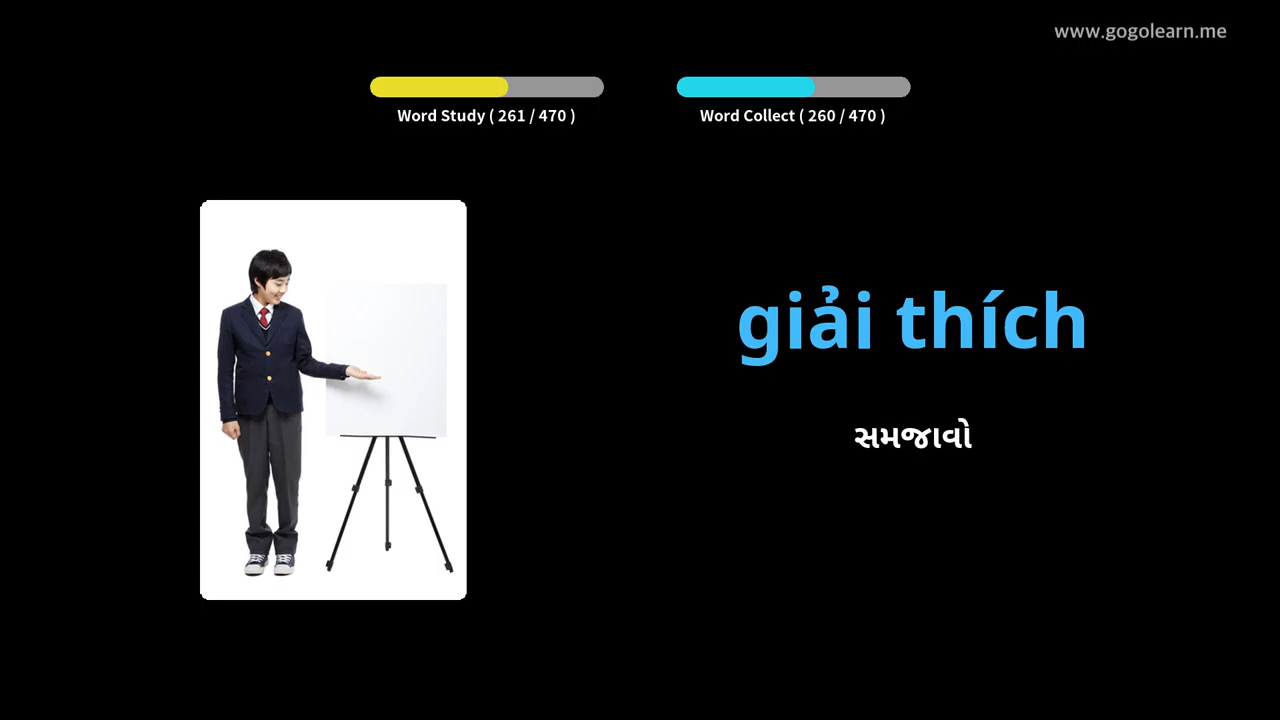 www.gogolearn.me
Word Study ( 261 / 470 )
Word Collect ( 260 / 470 )
giải thích
સમજાવો